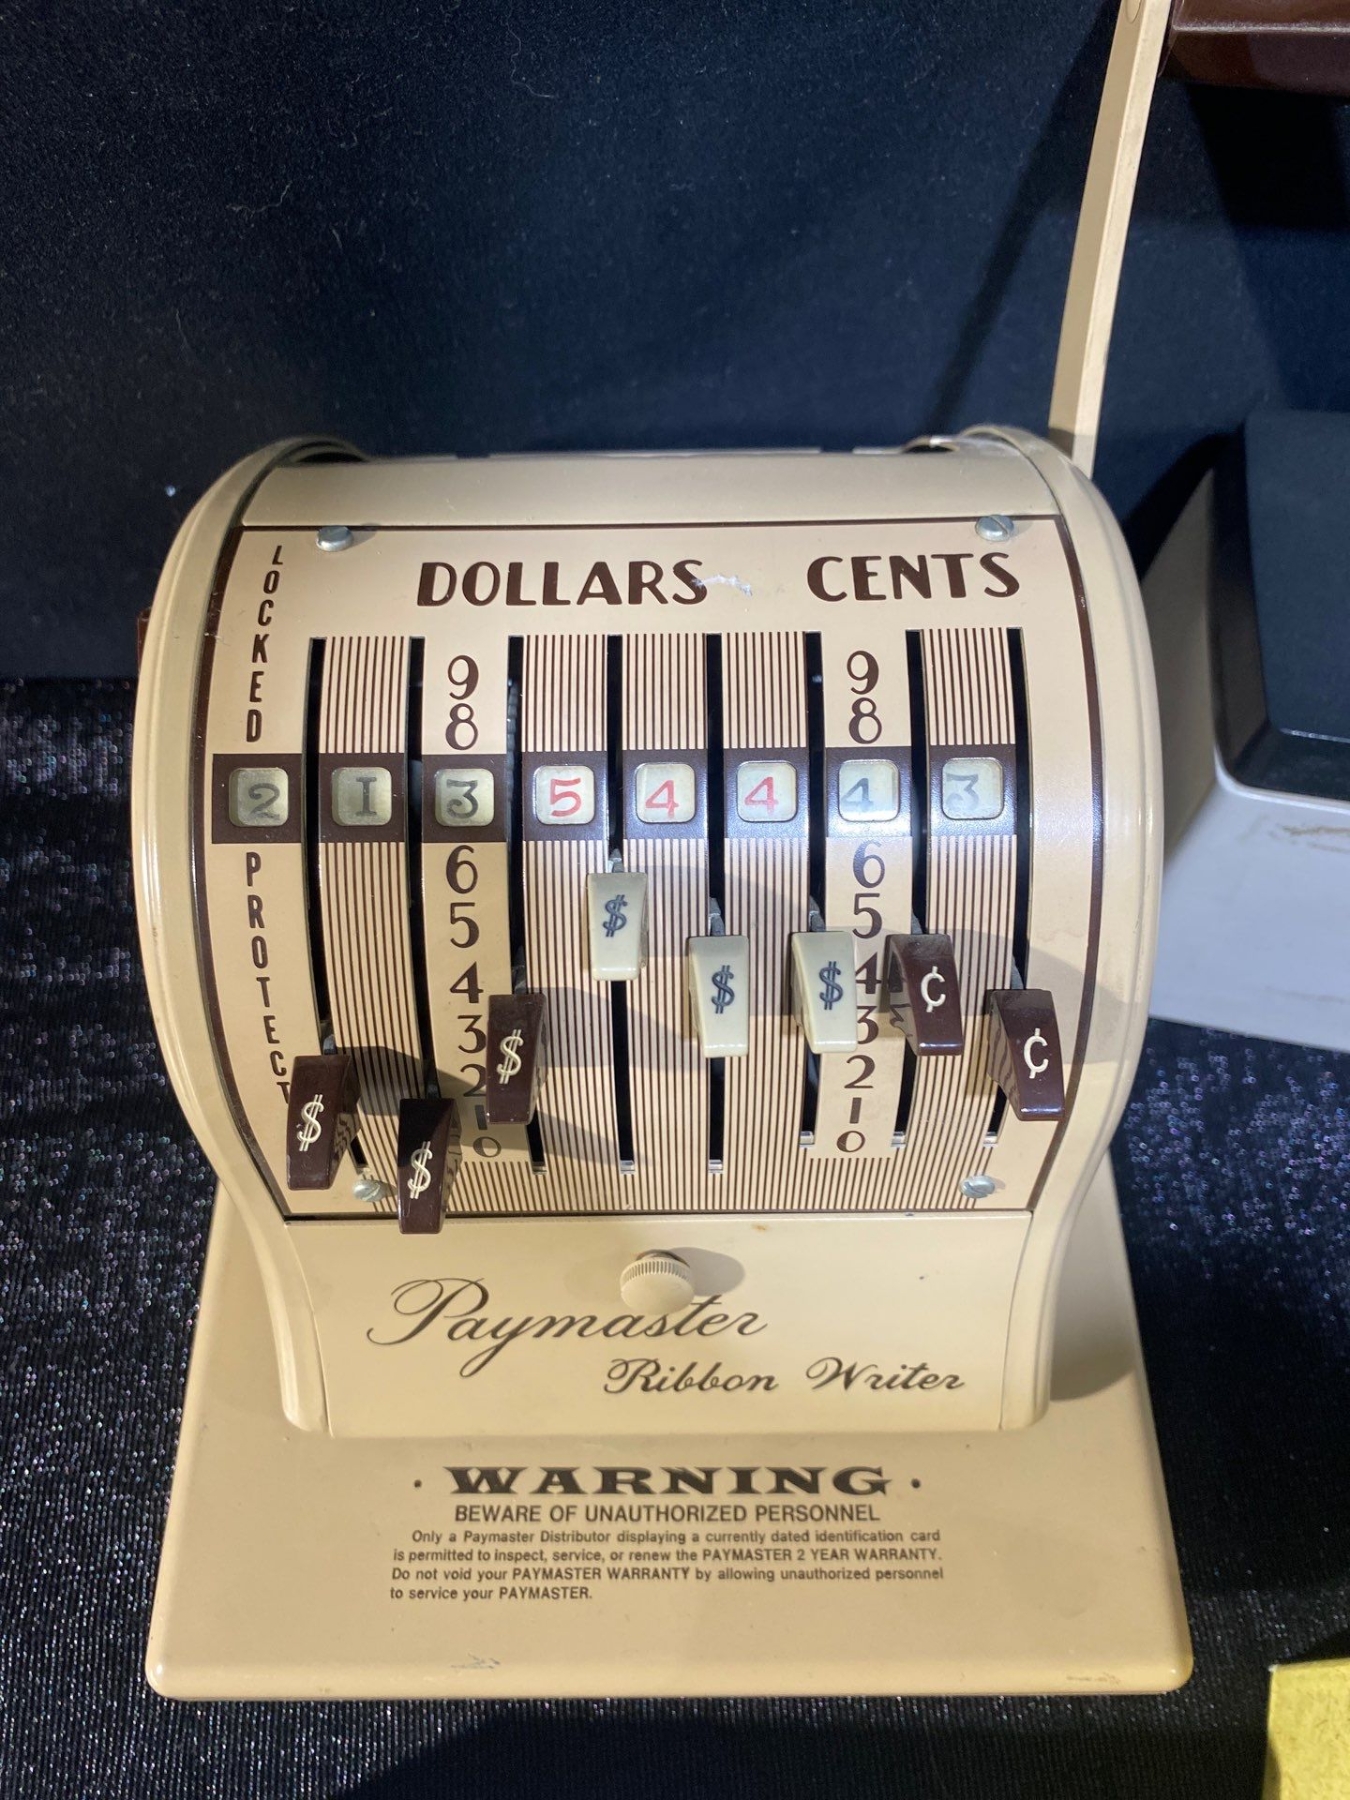 LOCKED
DOLLARS CENTS
9 9
8 8
2 1 3 5 4 4 4 3
PROTECT
6 6
5 5
4 4
3 3
2 2
1 1
0 0
$ $ $ $ $ $ ¢ ¢
Paymaster
Ribbon Writer
· WARNING ·
BEWARE OF UNAUTHORIZED PERSONNEL
Only a Paymaster Distributor displaying a currently dated identification card
is permitted to inspect, service, or renew the PAYMASTER 2 YEAR WARRANTY.
Do not void your PAYMASTER WARRANTY by allowing unauthorized personnel
to service your PAYMASTER.